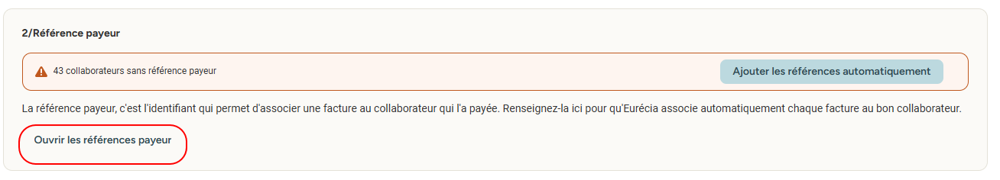 2/Référence payeur
43 collaborateurs sans référence payeur
Ajouter les références automatiquement
La référence payeur, c'est l'identifiant qui permet d'associer une facture au collaborateur qui l'a payée. Renseignez-la ici pour qu'Eurécia associe automatiquement chaque facture au bon collaborateur.
Ouvrir les références payeur